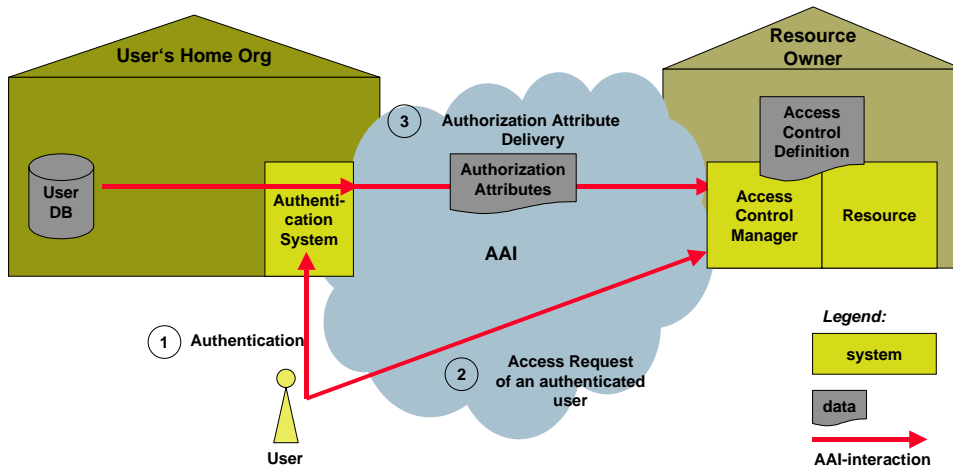 User's Home Org
Resource
Owner
3
Authorization Attribute
Delivery
Access
Control
Definition
User
DB
Authorization
Attributes
Authenti-
cation
System
Access
Control
Manager
Resource
AAI
1
Authentication
2
Access Request
of an authenticated
user
User
Legend:
system
data
AAI-interaction